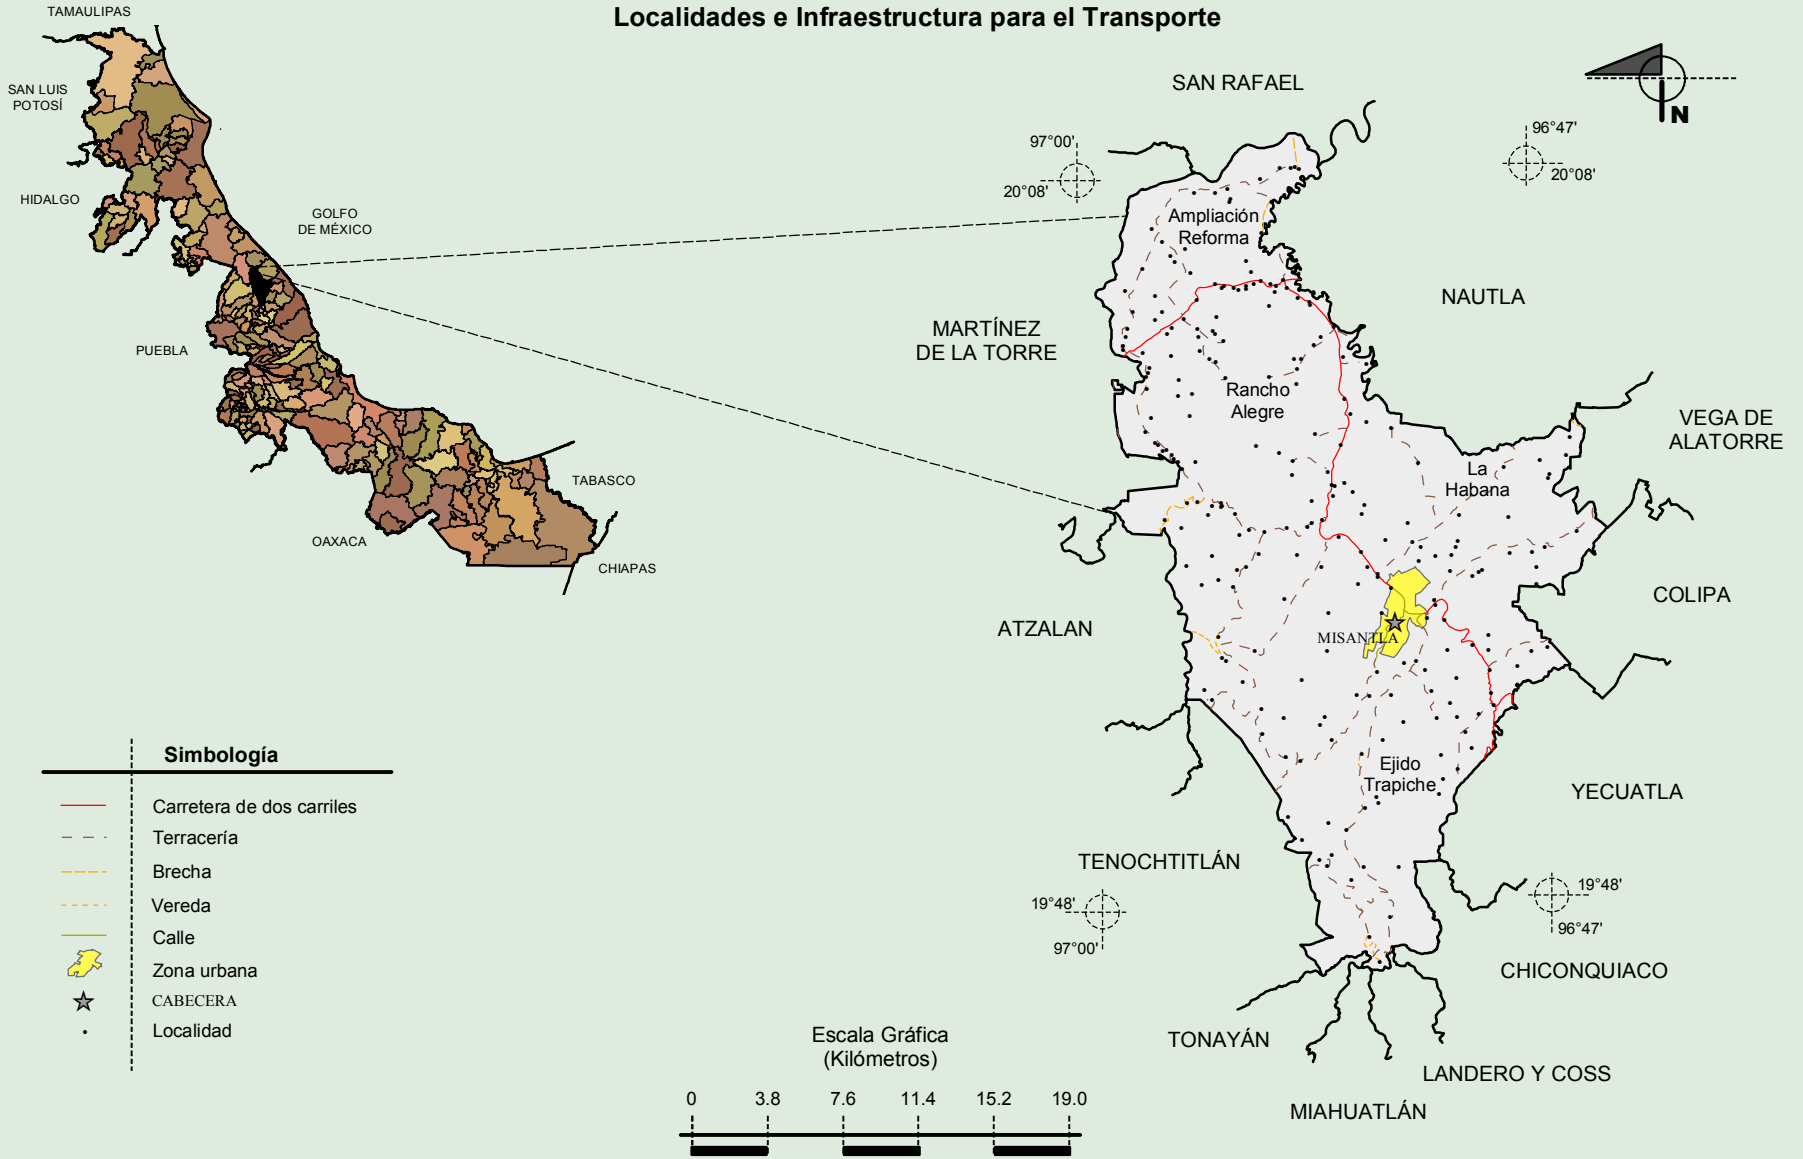 Localidades e Infraestructura para el Transporte
TAMAULIPAS
SAN LUIS
POTOSÍ
HIDALGO
GOLFO
DE MÉXICO
PUEBLA
TABASCO
OAXACA
CHIAPAS
SAN RAFAEL
N
97°00'
20°08'
96°47'
20°08'
Ampliación
Reforma
NAUTLA
MARTÍNEZ
DE LA TORRE
Rancho
Alegre
VEGA DE
ALATORRE
La
Habana
COLIPA
ATZALAN
MISANTLA
Ejido
Trapiche
YECUATLA
TENOCHTITLÁN
19°48'
97°00'
19°48'
96°47'
CHICONQUIACO
TONAYÁN
LANDERO Y COSS
MIAHUATLÁN
Simbología
Carretera de dos carriles
Terracería
Brecha
Vereda
Calle
Zona urbana
CABECERA
Localidad
Escala Gráfica
(Kilómetros)
0 3.8 7.6 11.4 15.2 19.0